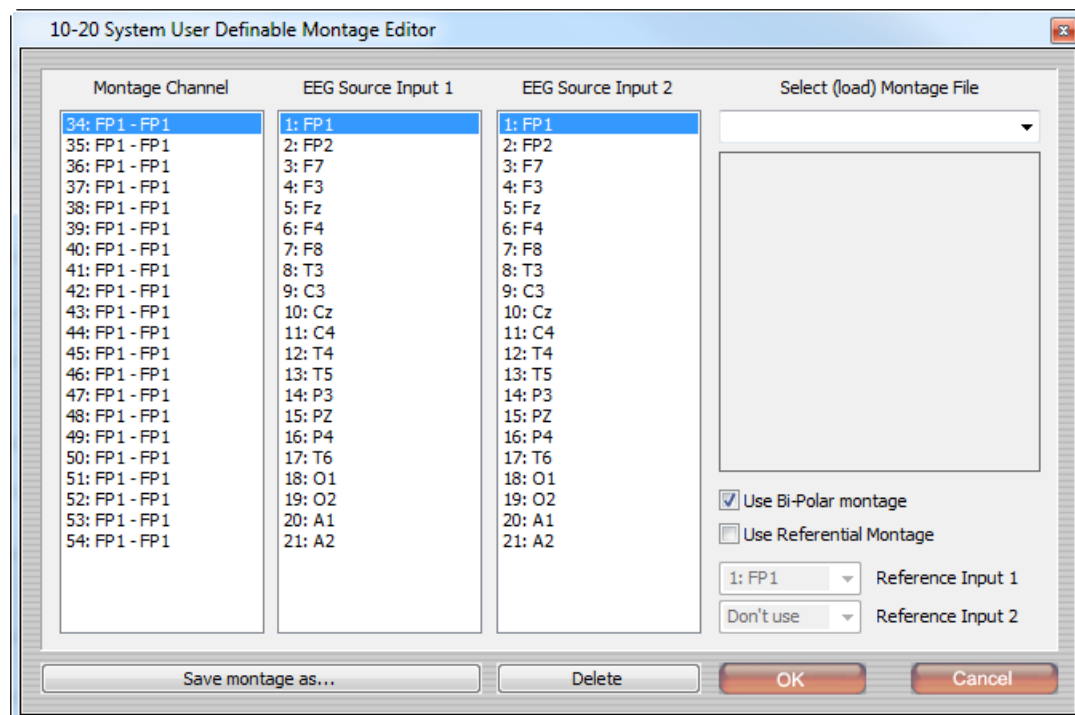 10-20 System User Definable Montage Editor
Montage Channel
EEG Source Input 1
EEG Source Input 2
Select (load) Montage File
34: FP1 - FP1
35: FP1 - FP1
36: FP1 - FP1
37: FP1 - FP1
38: FP1 - FP1
39: FP1 - FP1
40: FP1 - FP1
41: FP1 - FP1
42: FP1 - FP1
43: FP1 - FP1
44: FP1 - FP1
45: FP1 - FP1
46: FP1 - FP1
47: FP1 - FP1
48: FP1 - FP1
49: FP1 - FP1
50: FP1 - FP1
51: FP1 - FP1
52: FP1 - FP1
53: FP1 - FP1
54: FP1 - FP1
1: FP1
2: FP2
3: F7
4: F3
5: Fz
6: F4
7: F8
8: T3
9: C3
10: Cz
11: C4
12: T4
13: T5
14: P3
15: PZ
16: P4
17: T6
18: O1
19: O2
20: A1
21: A2
1: FP1
2: FP2
3: F7
4: F3
5: Fz
6: F4
7: F8
8: T3
9: C3
10: Cz
11: C4
12: T4
13: T5
14: P3
15: PZ
16: P4
17: T6
18: O1
19: O2
20: A1
21: A2
Use Bi-Polar montage
Use Referential Montage
1: FP1
Reference Input 1
Don't use
Reference Input 2
Save montage as...
Delete
OK
Cancel